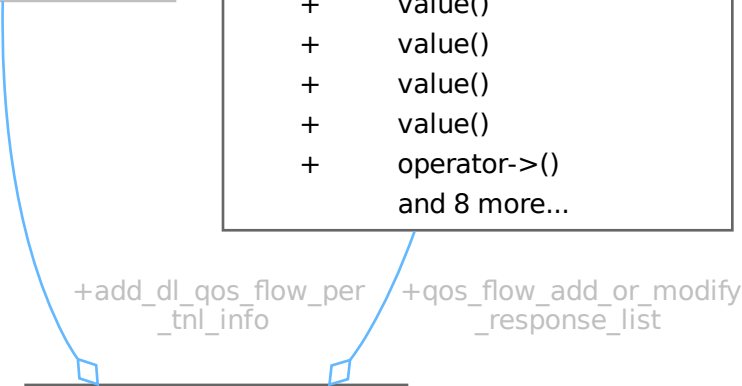 + value()
+ value()
+ value()
+ value()
+ operator->()
and 8 more...
+add_dl_qos_flow_per
_tnl_info
+qos_flow_add_or_modify
_response_list